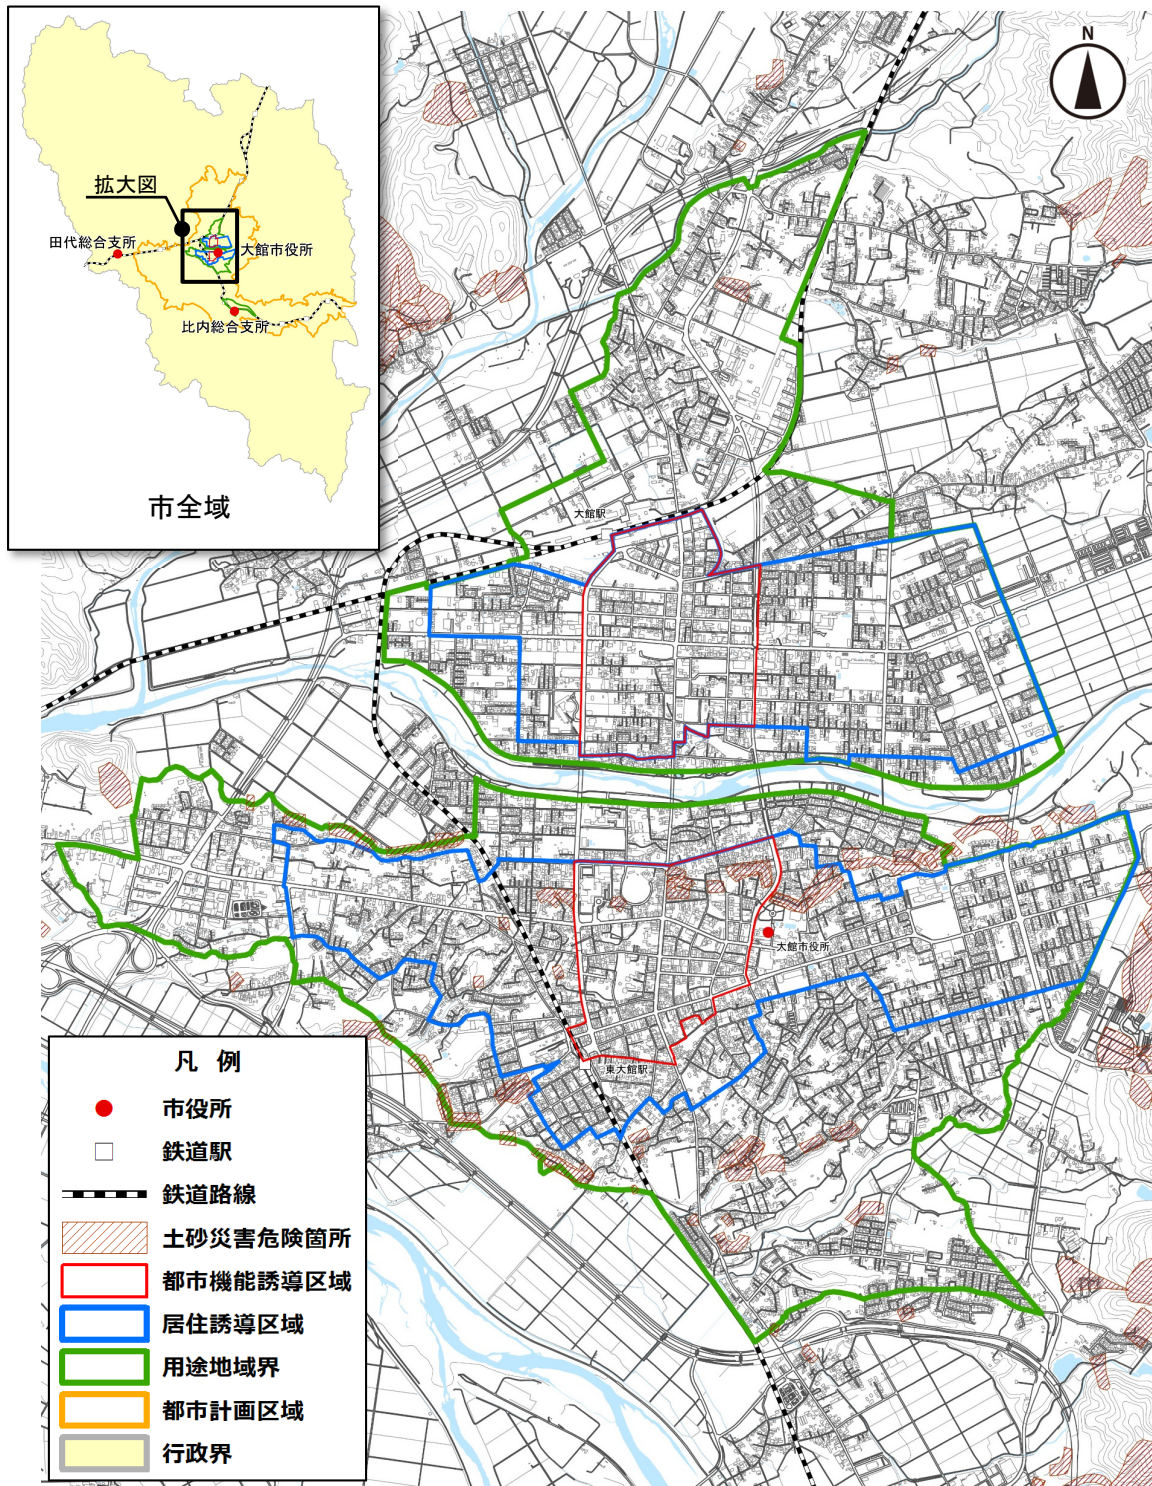 拡大図
田代総合支所
大館市役所
比内総合支所
市全域
N
大館駅
大館市役所
東大館駅
凡 例
市役所
鉄道駅
鉄道路線
土砂災害危険箇所
都市機能誘導区域
居住誘導区域
用途地域界
都市計画区域
行政界